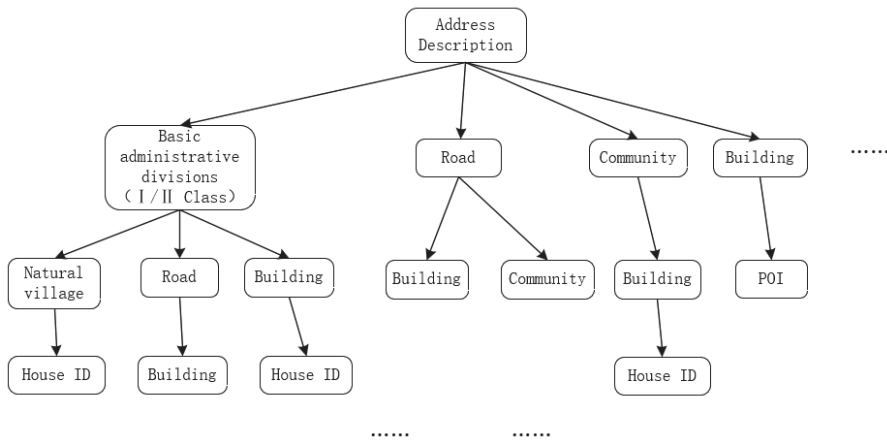 Address
Description
Basic
administrative
divisions
(Ⅰ/Ⅱ Class)
Road
Community
Building
……
Natural
village
Road
Building
Building
Community
Building
POI
House ID
Building
House ID
House ID
……
……